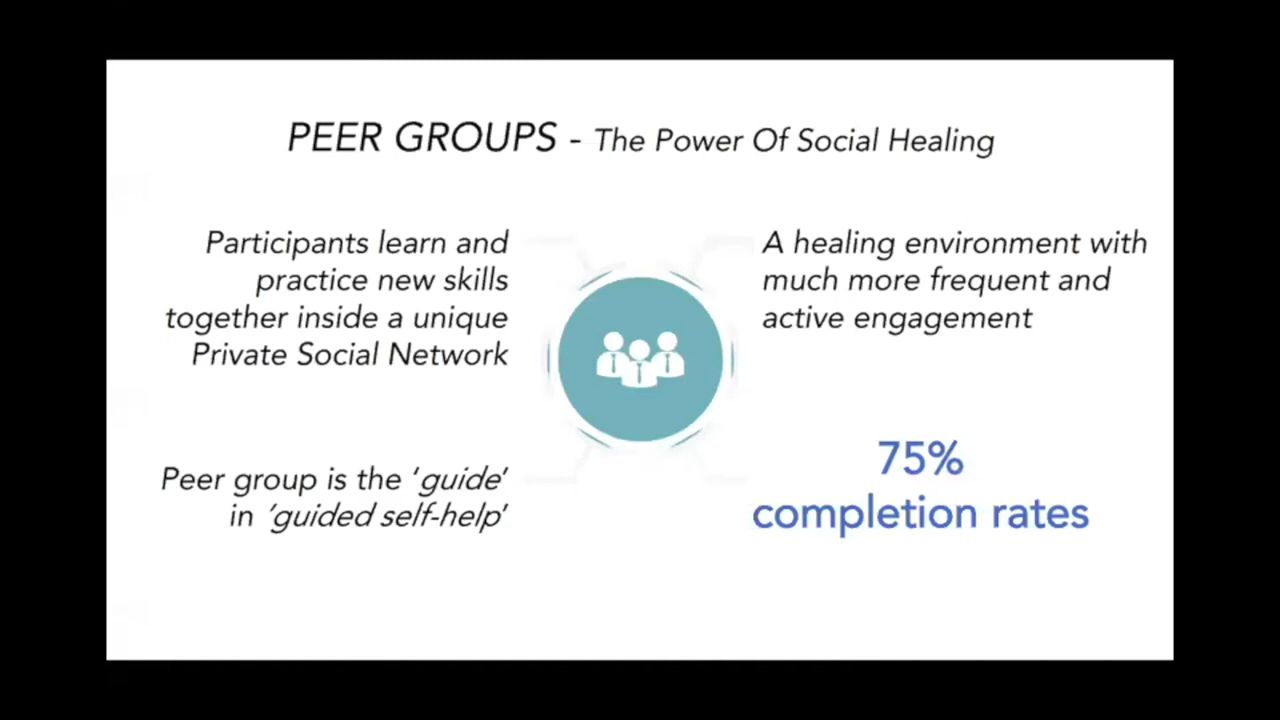 PEER GROUPS - The Power Of Social Healing
Participants learn and
practice new skills
together inside a unique
Private Social Network
A healing environment with
much more frequent and
active engagement
Peer group is the ‘guide’
in ‘guided self-help’
75%
completion rates